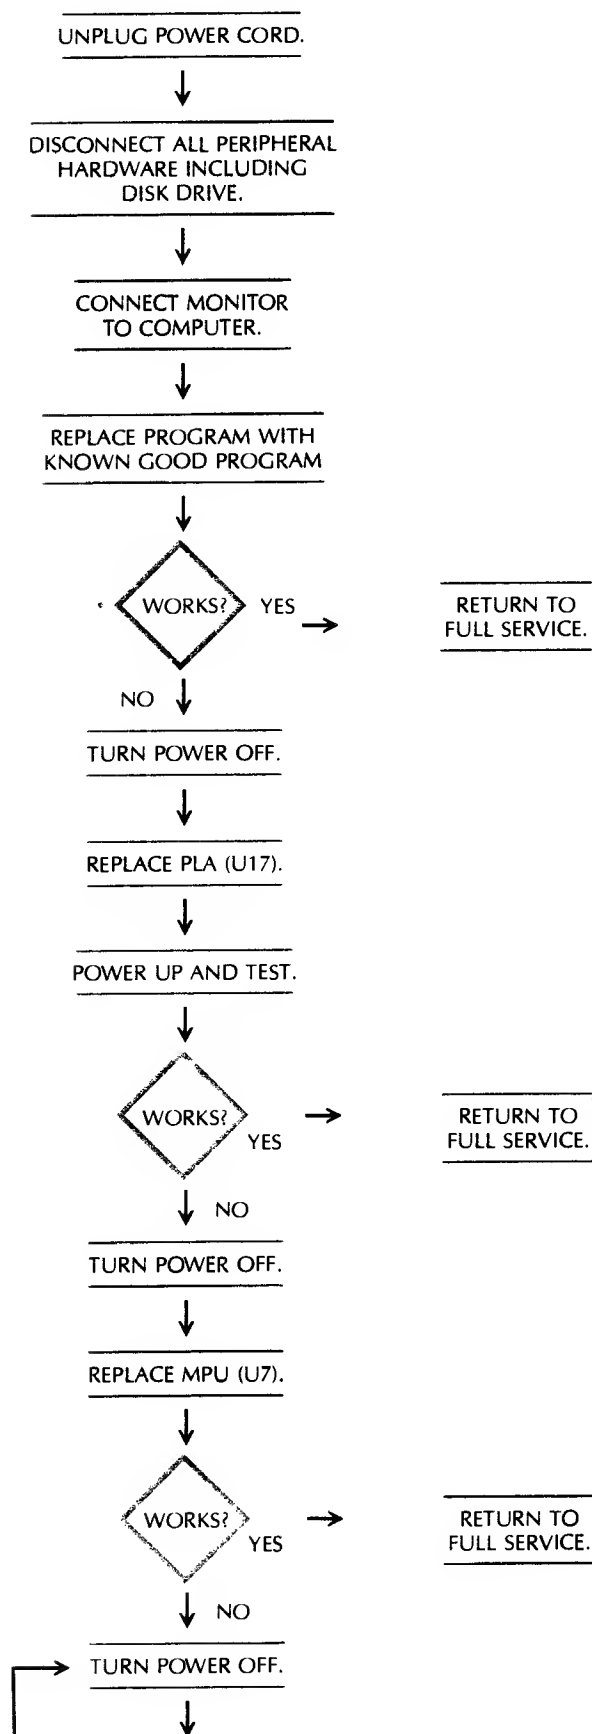 UNPLUG POWER CORD.
DISCONNECT ALL PERIPHERAL
HARDWARE INCLUDING
DISK DRIVE.
CONNECT MONITOR
TO COMPUTER.
REPLACE PROGRAM WITH
KNOWN GOOD PROGRAM
WORKS?
YES
RETURN TO
FULL SERVICE.
NO
TURN POWER OFF.
REPLACE PLA (U17).
POWER UP AND TEST.
WORKS?
YES
RETURN TO
FULL SERVICE.
NO
TURN POWER OFF.
REPLACE MPU (U7).
WORKS?
YES
RETURN TO
FULL SERVICE.
NO
TURN POWER OFF.